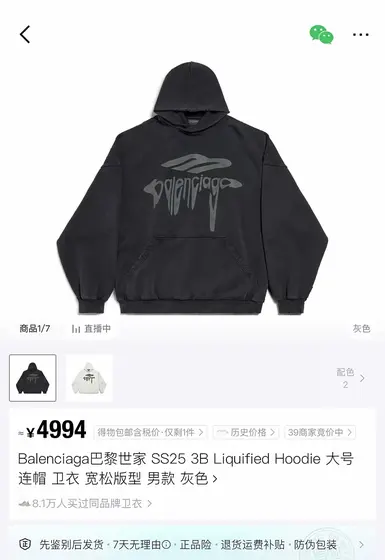 balenciaga
商品1/7
直播中
灰色
配色
2
≈¥4994
得物包邮含税价·仅剩1件
历史价格
39商家竞价中
Balenciaga巴黎世家 SS25 3B Liquified Hoodie 大号
连帽 卫衣 宽松版型 男款 灰色
8.1万人买过同品牌卫衣
先鉴别后发货 · 7天无理由 · 正品险 · 退货运费补贴 · 防伪包装